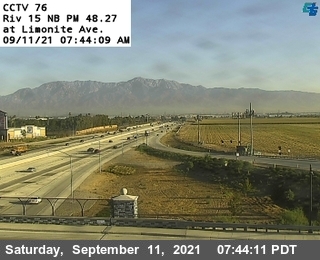 CCTV 76
Riv 15 NB PM 48.27
at Limonite Ave.
09/11/21 07:44:09 AM
Saturday, September 11, 2021 07:44:11 PDT